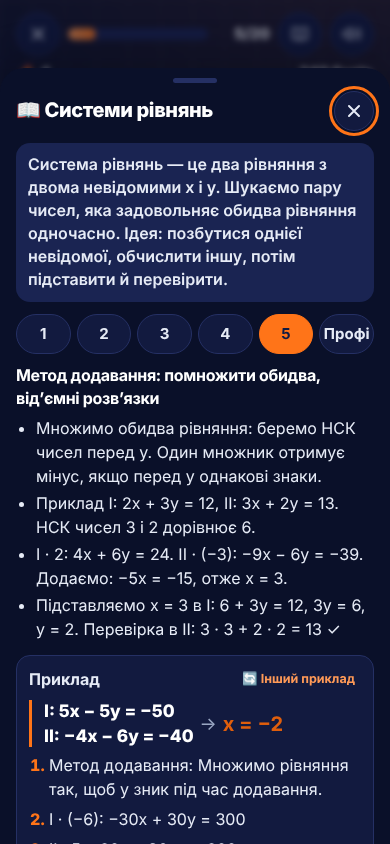 📖 Системи рівнянь
Система рівнянь — це два рівняння з
двома невідомими x і y. Шукаємо пару
чисел, яка задовольняє обидва рівняння
одночасно. Ідея: позбутися однієї
невідомої, обчислити іншу, потім
підставити й перевірити.
1 2 3 4 5 Профі
Метод додавання: помножити обидва,
відʼємні розвʼязки
• Множимо обидва рівняння: беремо НСК
чисел перед y. Один множник отримує
мінус, якщо перед y однакові знаки.
• Приклад I: 2x + 3y = 12, II: 3x + 2y = 13.
НСК чисел 3 і 2 дорівнює 6.
• I · 2: 4x + 6y = 24. II · (−3): −9x − 6y = −39.
Додаємо: −5x = −15, отже x = 3.
• Підставляємо x = 3 в I: 6 + 3y = 12, 3y = 6,
y = 2. Перевірка в II: 3 · 3 + 2 · 2 = 13 ✓
Приклад 🔄 Інший приклад
I: 5x − 5y = −50
II: −4x − 6y = −40 → x = −2
1. Метод додавання: Множимо рівняння
так, щоб y зник під час додавання.
2. I · (−6): −30x + 30y = 300